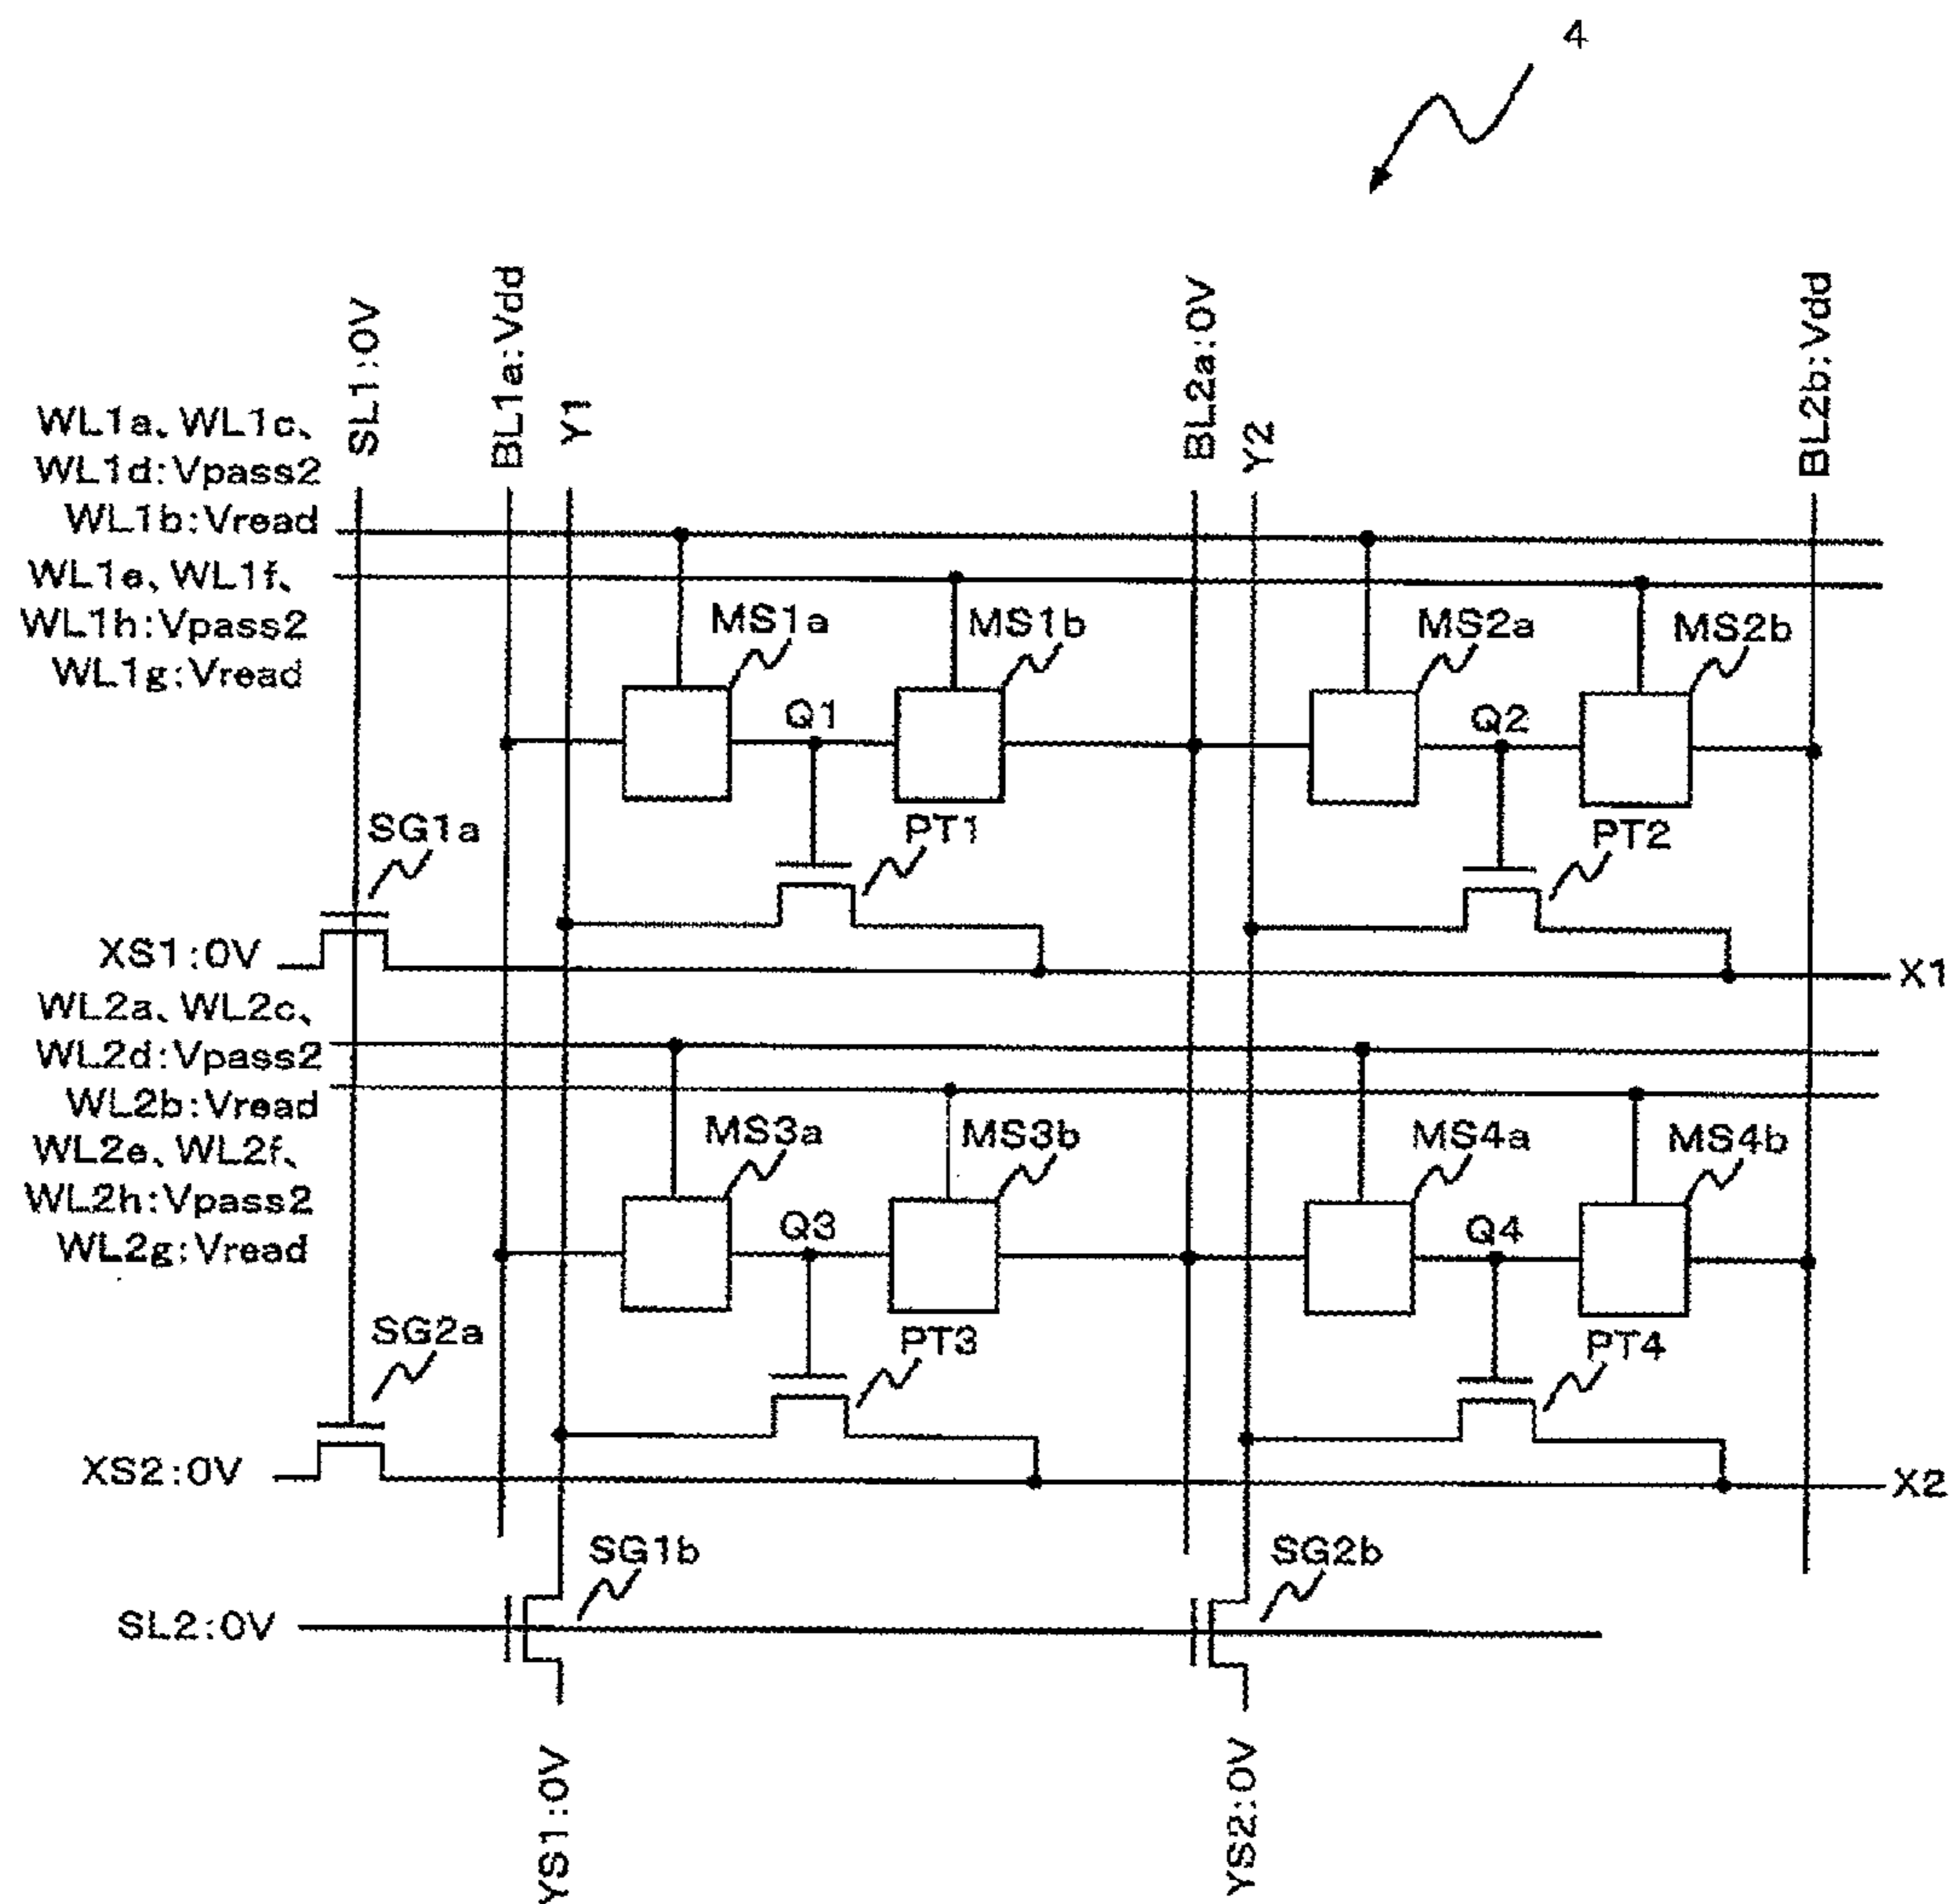 4
SL1:0V
BL1a:Vdd
Y1
BL2a:0V
Y2
BL2b:Vdd
WL1a、WL1c、
WL1d:Vpass2
WL1b:Vread
WL1e、WL1f、
WL1h:Vpass2
WL1g:Vread
MS1a
MS1b
MS2a
MS2b
Q1
Q2
SG1a
PT1
PT2
XS1:0V
X1
WL2a、WL2c、
WL2d:Vpass2
WL2b:Vread
WL2e、WL2f、
WL2h:Vpass2
WL2g:Vread
MS3a
MS3b
MS4a
MS4b
Q3
Q4
SG2a
PT3
PT4
XS2:0V
X2
SG1b
SG2b
SL2:0V
YS1:0V
YS2:0V